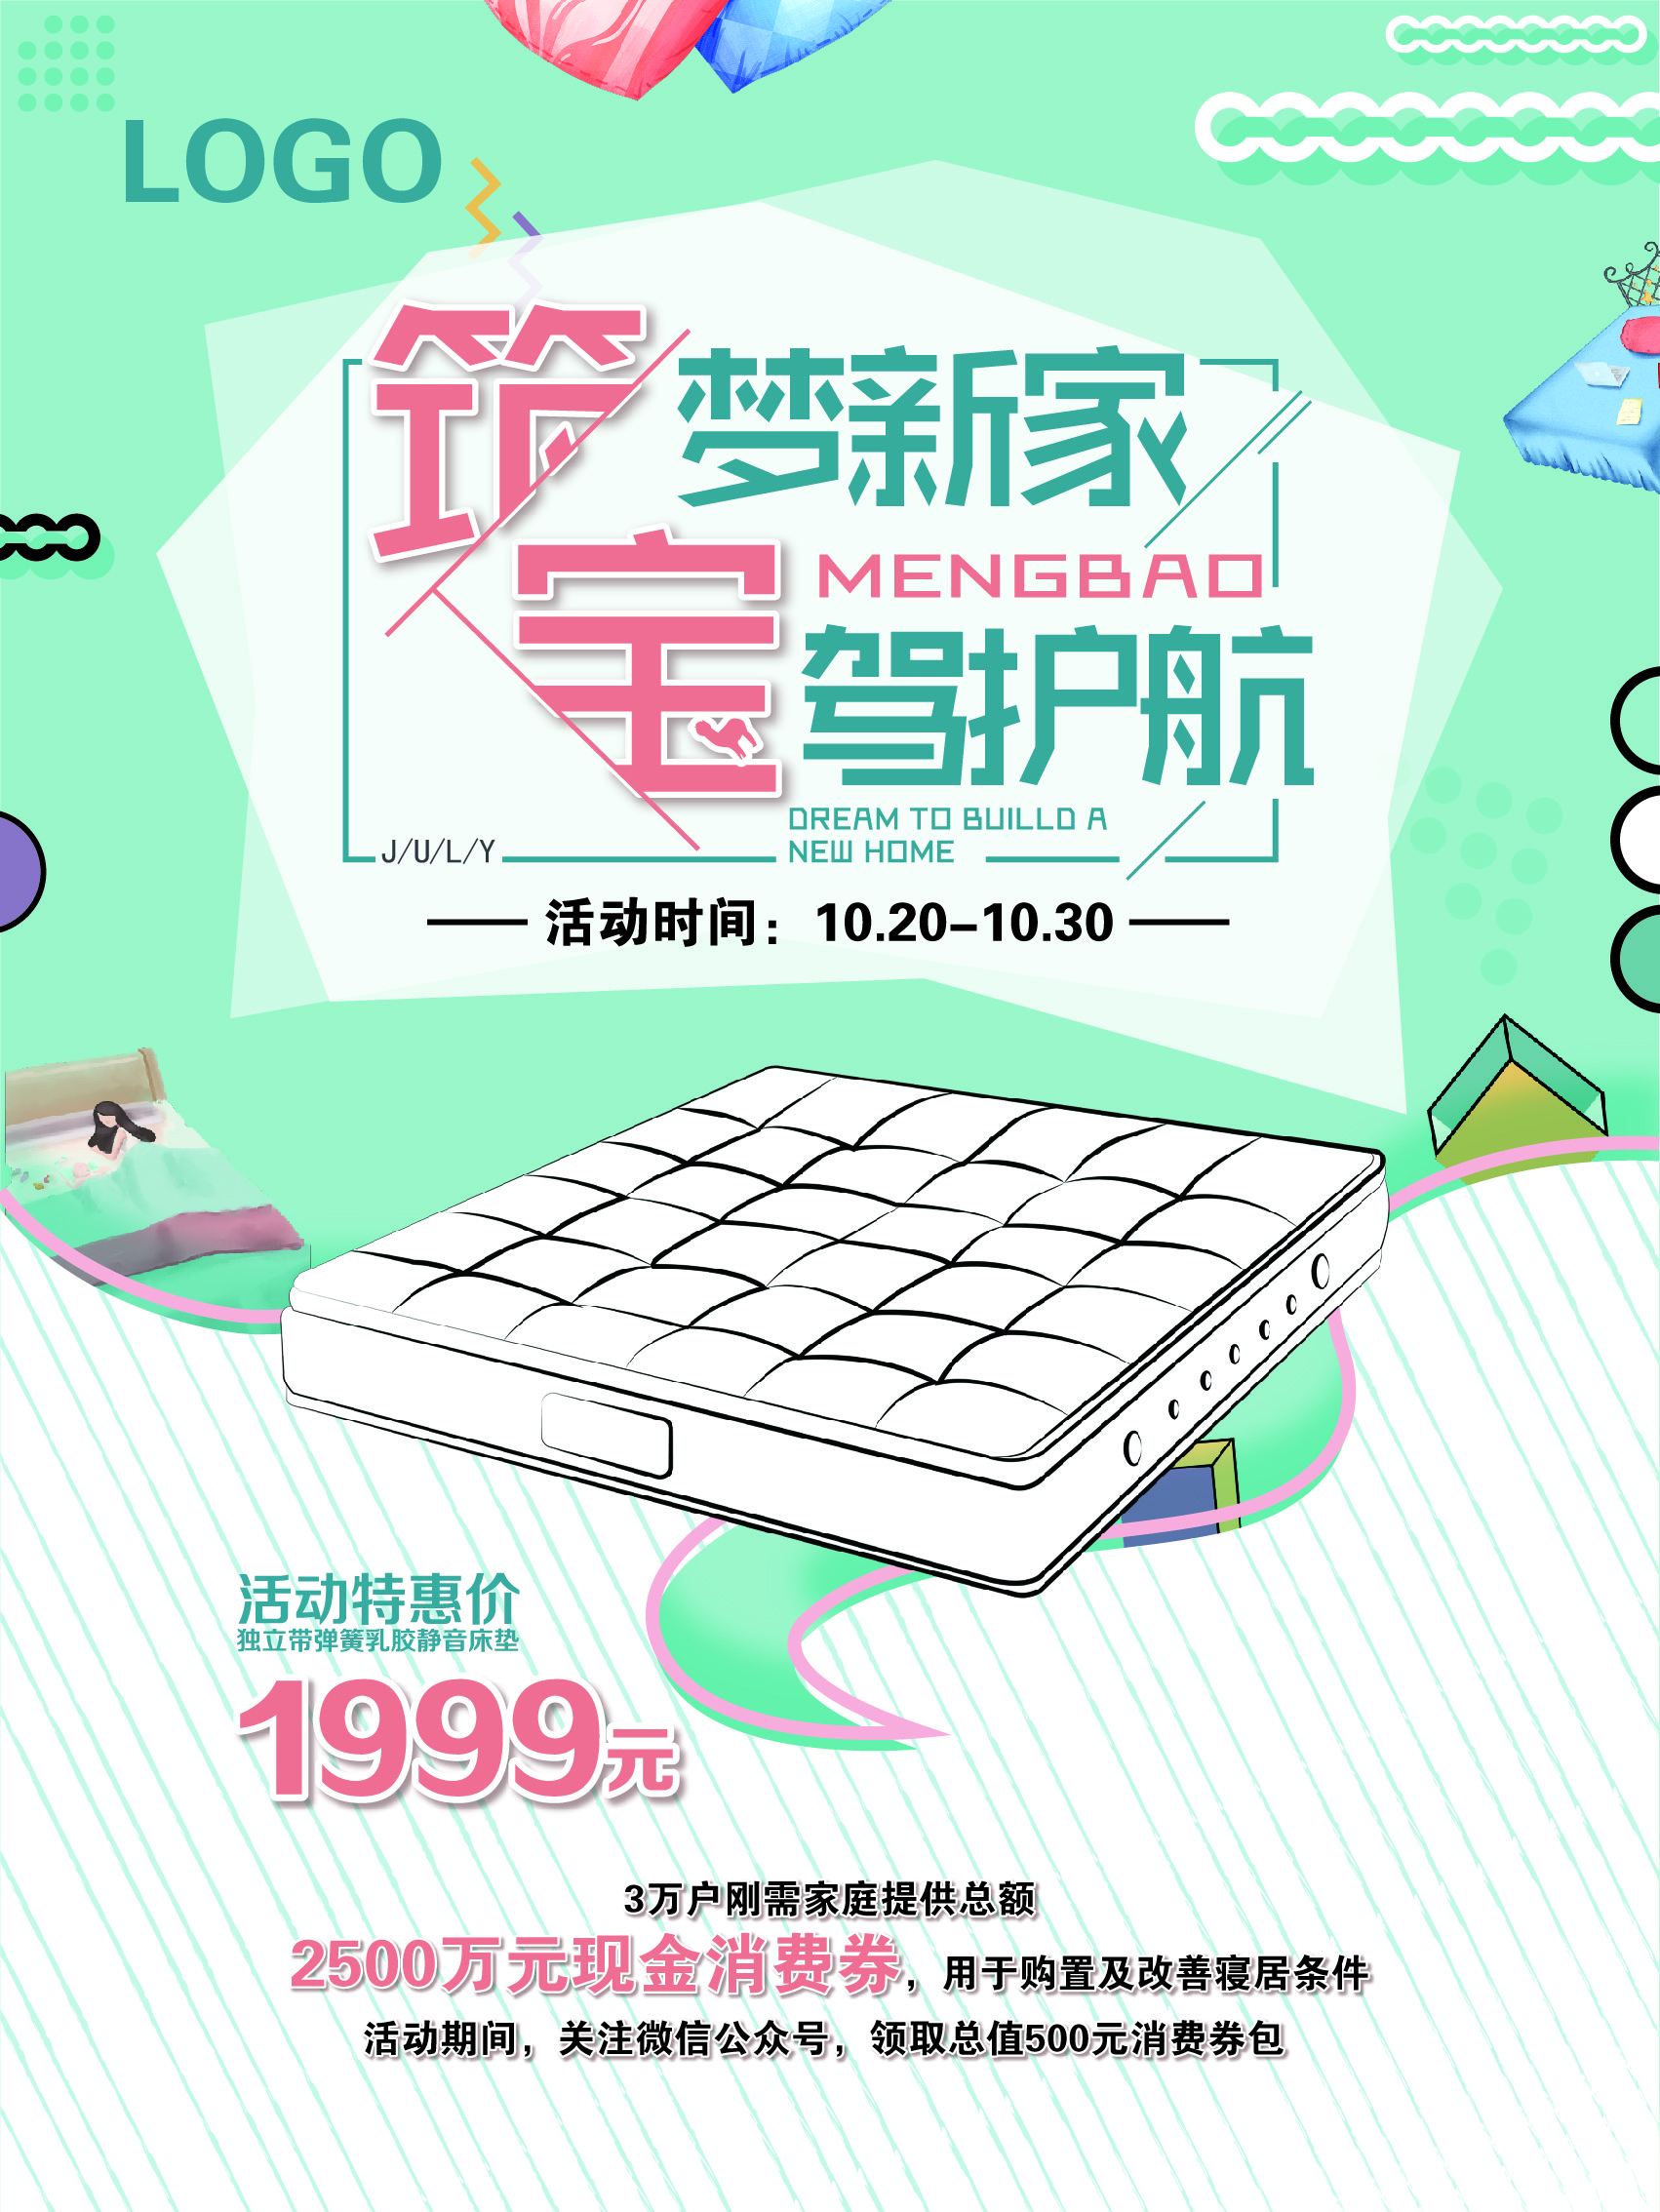 LOGO
筑梦新家
MENGBAO
宝驾护航
DREAM TO BUILLD A
NEW HOME
J/U/L/Y
活动时间：10.20-10.30
活动特惠价
独立带弹簧乳胶静音床垫
1999元
3万户刚需家庭提供总额
2500万元现金消费券，用于购置及改善寝居条件
活动期间，关注微信公众号，领取总值500元消费券包